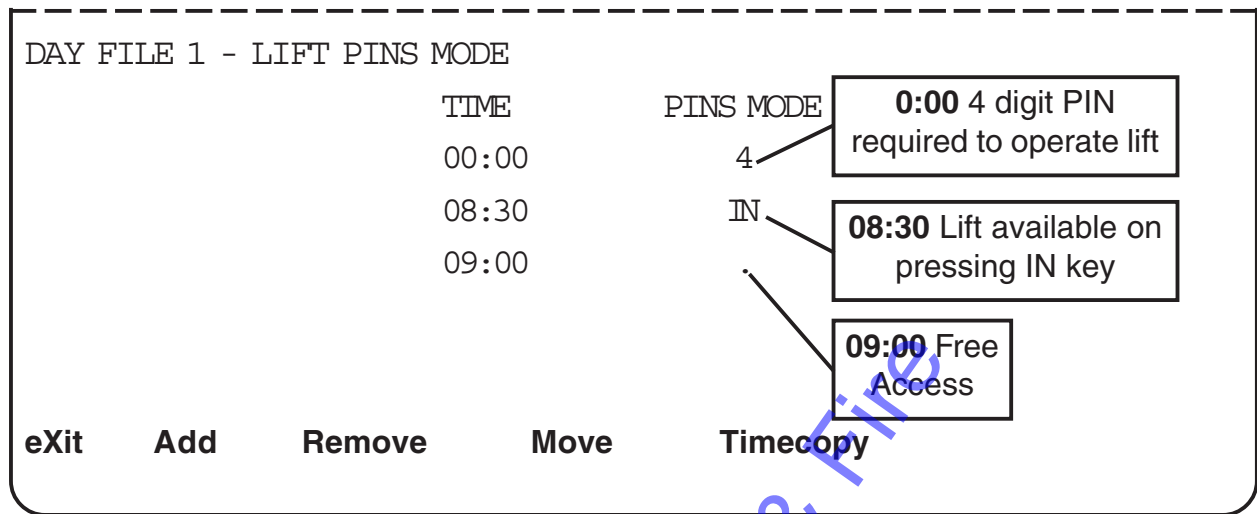 DAY FILE 1 - LIFT PINS MODE
TIME PINS MODE
00:00 4
08:30 IN
09:00 .
0:00 4 digit PIN
required to operate lift
08:30 Lift available on
pressing IN key
09:00 Free
Access
eXit Add Remove Move Timecopy
& Fire